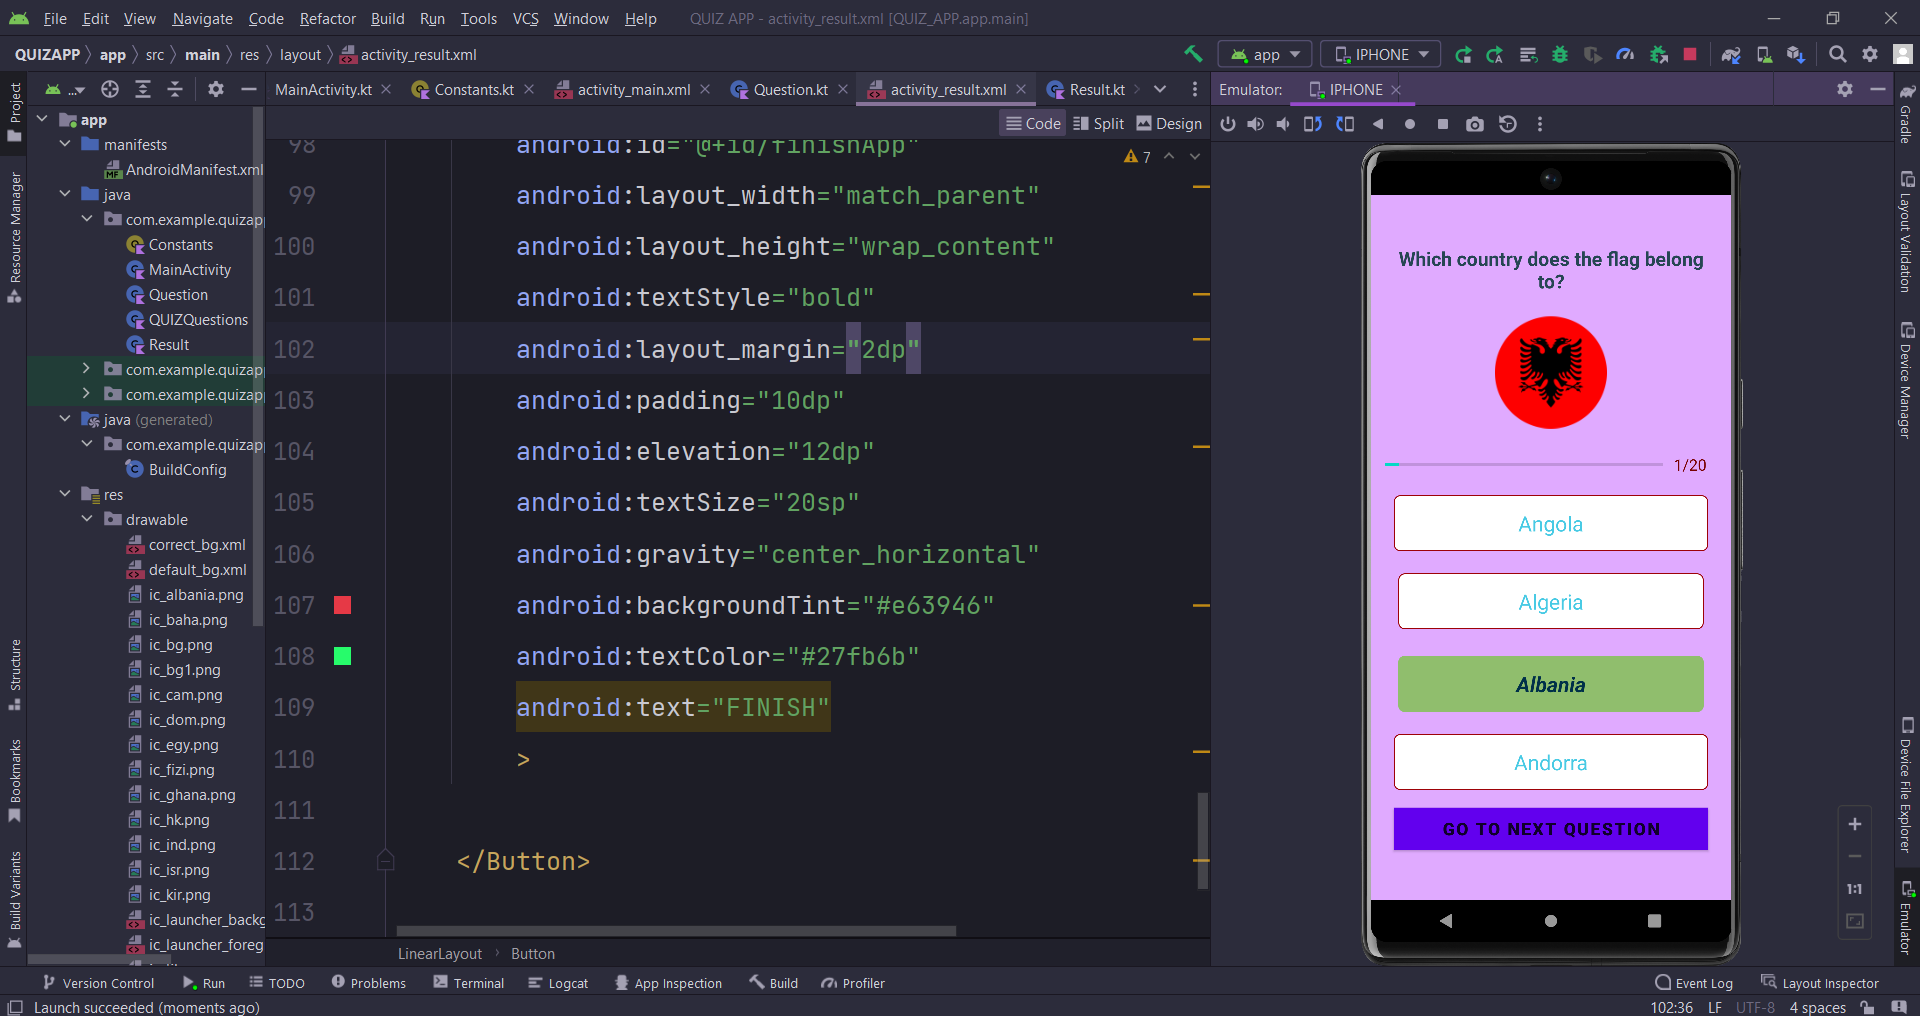 File Edit View Navigate Code Refactor Build Run Tools VCS Window Help QUIZ APP - activity_result.xml [QUIZ_APP.app.main]
QUIZAPP app src main res layout activity_result.xml
app IPHONE
MainActivity.kt Constants.kt activity_main.xml Question.kt activity_result.xml Result.kt
Emulator: IPHONE
Code Split Design
7
Project
Resource Manager
Structure
Bookmarks
Build Variants
app
manifests
AndroidManifest.xml
java
com.example.quizap
Constants
MainActivity
Question
QUIZQuestions
Result
com.example.quizap
com.example.quizap
java (generated)
com.example.quizap
BuildConfig
res
drawable
correct_bg.xml
default_bg.xml
ic_albania.png
ic_baha.png
ic_bg.png
ic_bg1.png
ic_cam.png
ic_dom.png
ic_egy.png
ic_fizi.png
ic_ghana.png
ic_hk.png
ic_ind.png
ic_isr.png
ic_kir.png
ic_launcher_backg
ic_launcher_foreg
98 android:id="@+id/finishApp"
99 android:layout_width="match_parent"
100 android:layout_height="wrap_content"
101 android:textStyle="bold"
102 android:layout_margin="2dp"
103 android:padding="10dp"
104 android:elevation="12dp"
105 android:textSize="20sp"
106 android:gravity="center_horizontal"
107 android:backgroundTint="#e63946"
108 android:textColor="#27fb6b"
109 android:text="FINISH"
110 >
111
112 </Button>
113
LinearLayout Button
Which country does the flag belong
to?
1/20
Angola
Algeria
Albania
Andorra
GO TO NEXT QUESTION
1:1
Gradle
Layout Validation
Device Manager
Device File Explorer
Emulator
Version Control Run TODO Problems Terminal Logcat App Inspection Build Profiler Event Log Layout Inspector
Launch succeeded (moments ago) 102:36 LF UTF-8 4 spaces